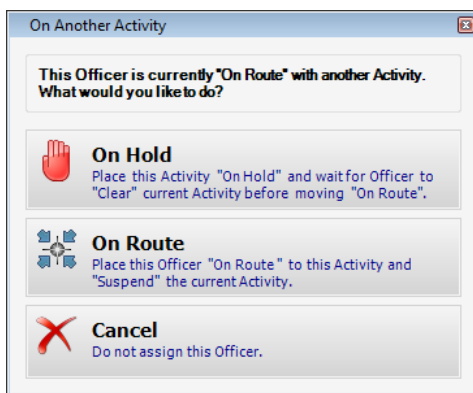 On Another Activity
This Officer is currently "On Route" with another Activity.
What would you like to do?
On Hold
Place this Activity "On Hold" and wait for Officer to
"Clear" current Activity before moving "On Route".
On Route
Place this Officer "On Route" to this Activity and
"Suspend" the current Activity.
Cancel
Do not assign this Officer.